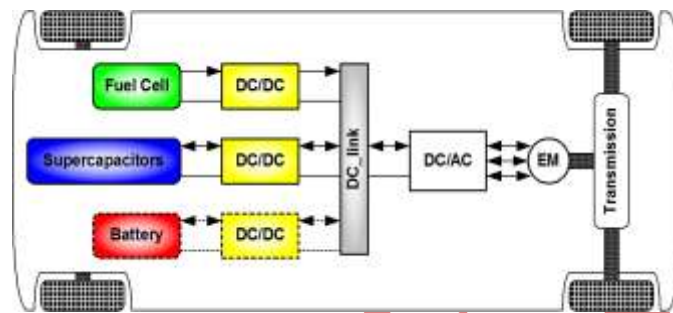 Fuel Cell
DC/DC
Supercapacitors
DC/DC
Battery
DC/DC
DC_link
DC/AC
EM
Transmission